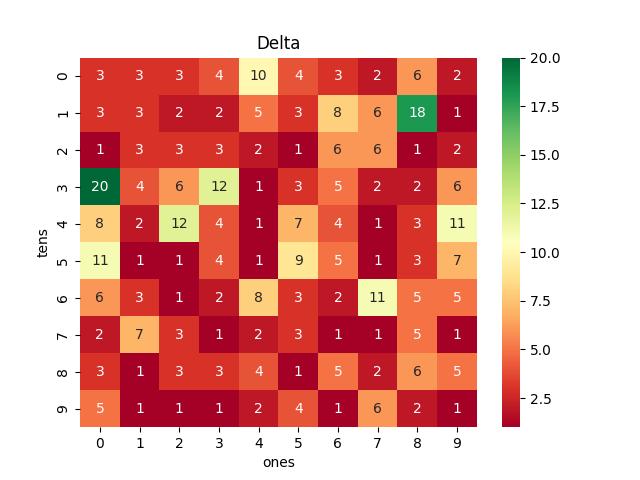 Delta
0 3 3 3 4 10 4 3 2 6 2
1 3 3 2 2 5 3 8 6 18 1
2 1 3 3 3 2 1 6 6 1 2
3 20 4 6 12 1 3 5 2 2 6
4 8 2 12 4 1 7 4 1 3 11
5 11 1 1 4 1 9 5 1 3 7
6 6 3 1 2 8 3 2 11 5 5
7 2 7 3 1 2 3 1 1 5 1
8 3 1 3 3 4 1 5 2 6 5
9 5 1 1 1 2 4 1 6 2 1
0 1 2 3 4 5 6 7 8 9
ones
tens
20.0
17.5
15.0
12.5
10.0
7.5
5.0
2.5